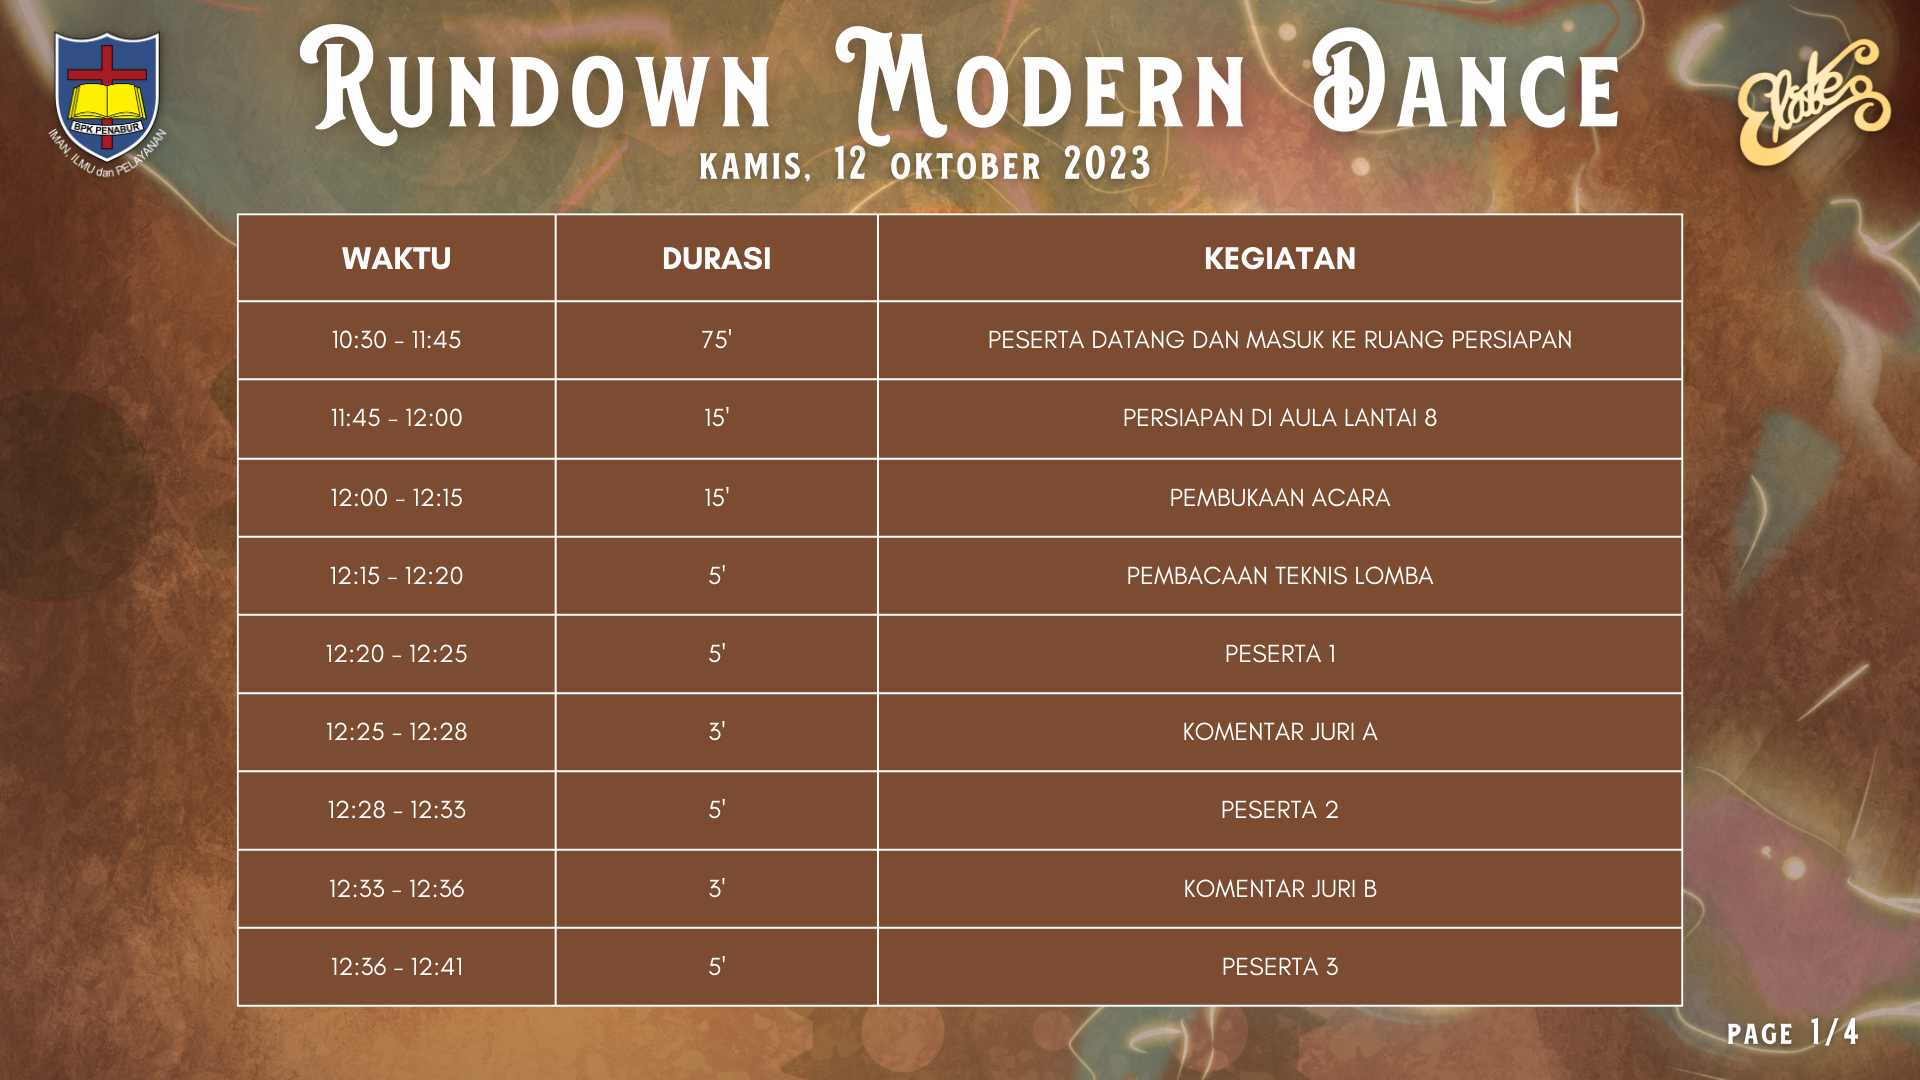 BPK PENABUR
IMAN, ILMU dan PELAYANAN
RUNDOWN MODERN DANCE
KAMIS, 12 OKTOBER 2023
Elate
WAKTU DURASI KEGIATAN
10:30 - 11:45 75' PESERTA DATANG DAN MASUK KE RUANG PERSIAPAN
11:45 - 12:00 15' PERSIAPAN DI AULA LANTAI 8
12:00 - 12:15 15' PEMBUKAAN ACARA
12:15 - 12:20 5' PEMBACAAN TEKNIS LOMBA
12:20 - 12:25 5' PESERTA 1
12:25 - 12:28 3' KOMENTAR JURI A
12:28 - 12:33 5' PESERTA 2
12:33 - 12:36 3' KOMENTAR JURI B
12:36 - 12:41 5' PESERTA 3
PAGE 1/4